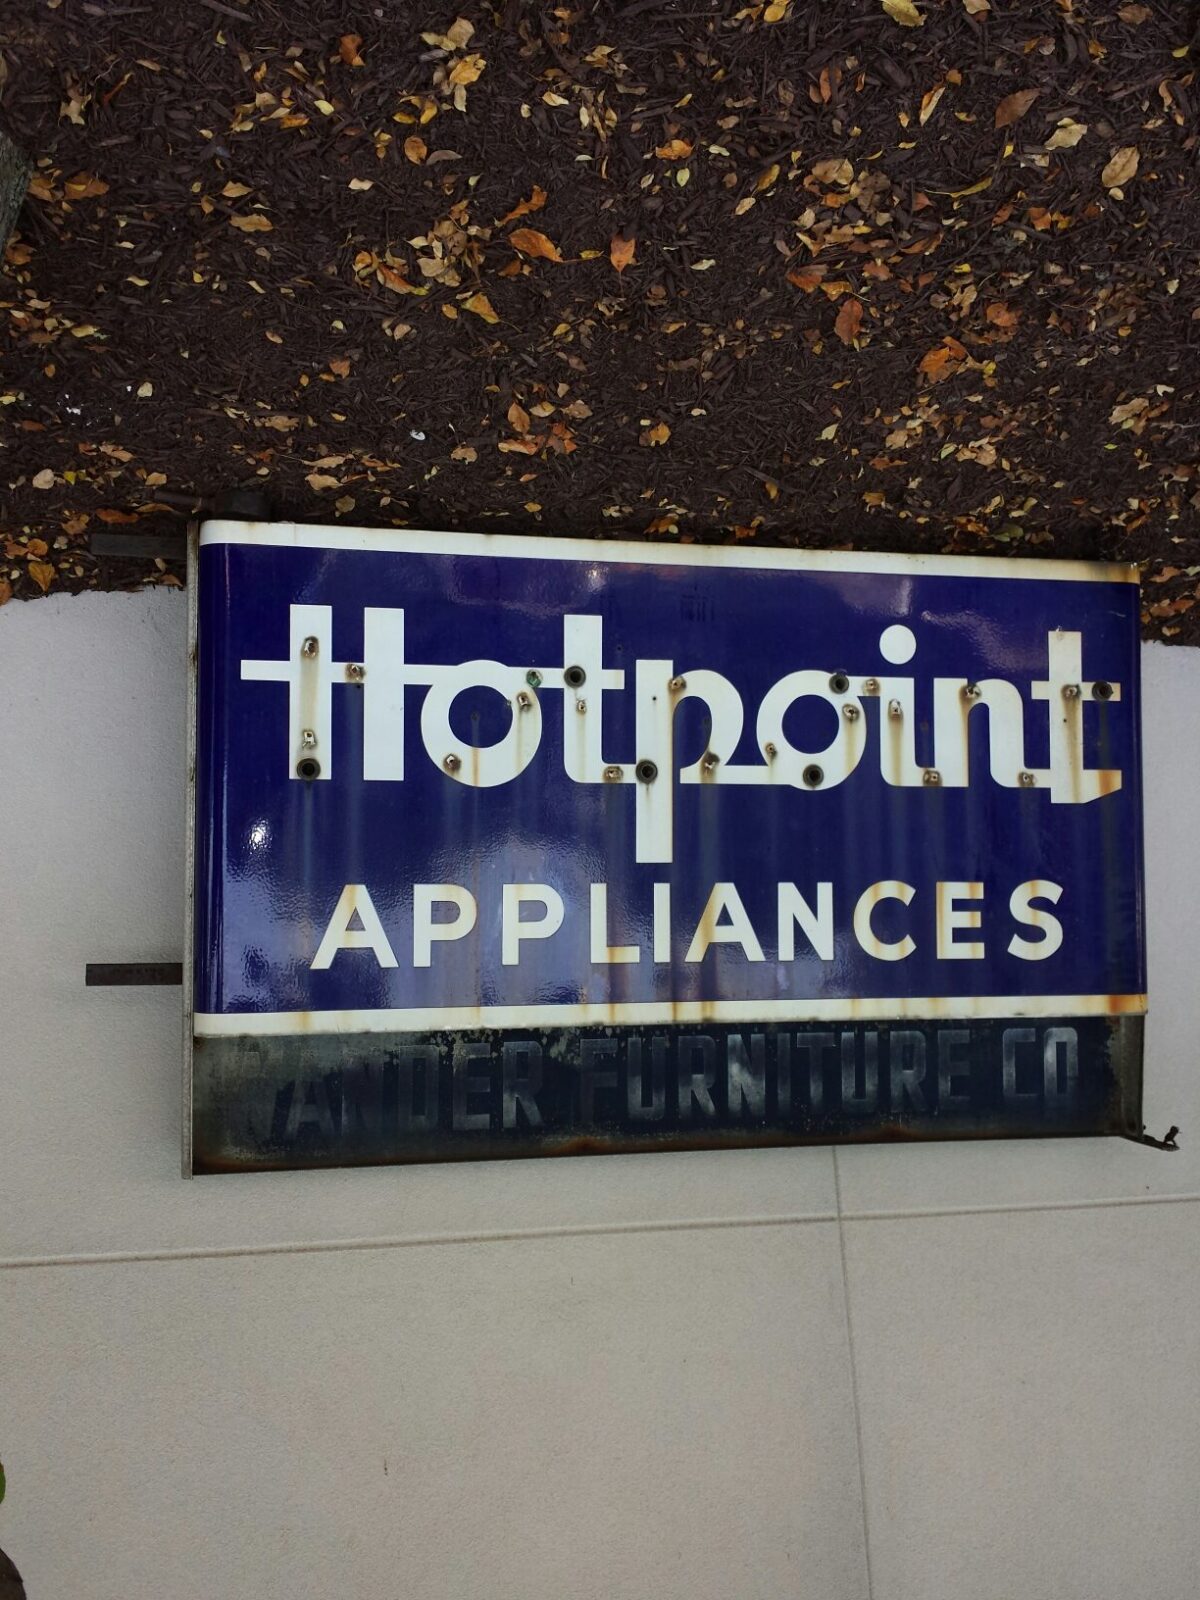 Hotpoint
APPLIANCES
FURNITURE CO